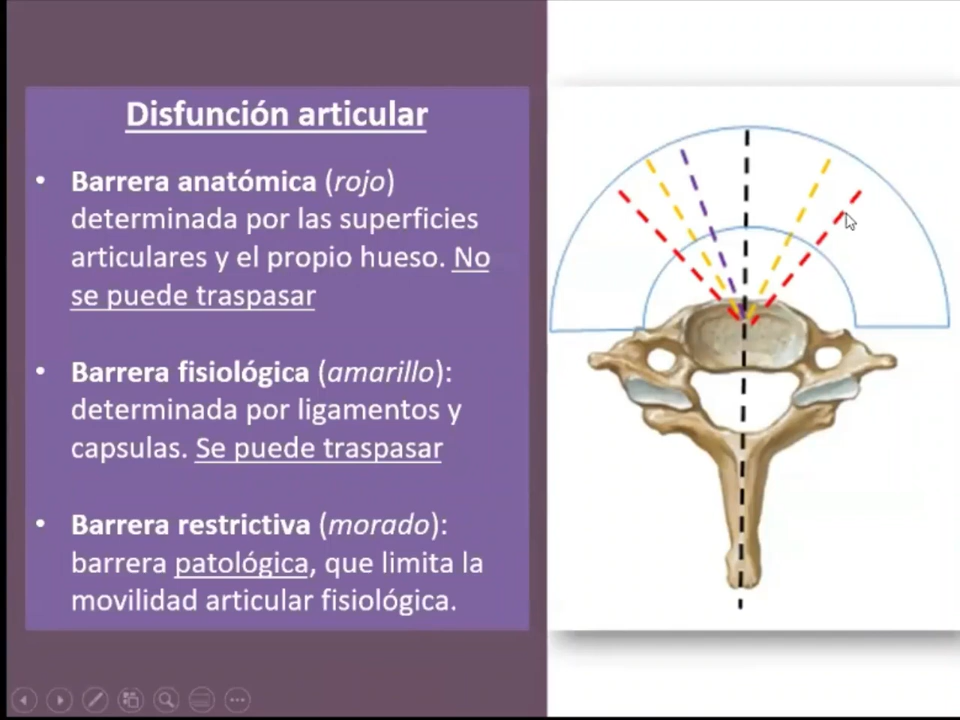 Disfunción articular
• Barrera anatómica (rojo)
determinada por las superficies
articulares y el propio hueso. No
se puede traspasar
• Barrera fisiológica (amarillo):
determinada por ligamentos y
capsulas. Se puede traspasar
• Barrera restrictiva (morado):
barrera patológica, que limita la
movilidad articular fisiológica.